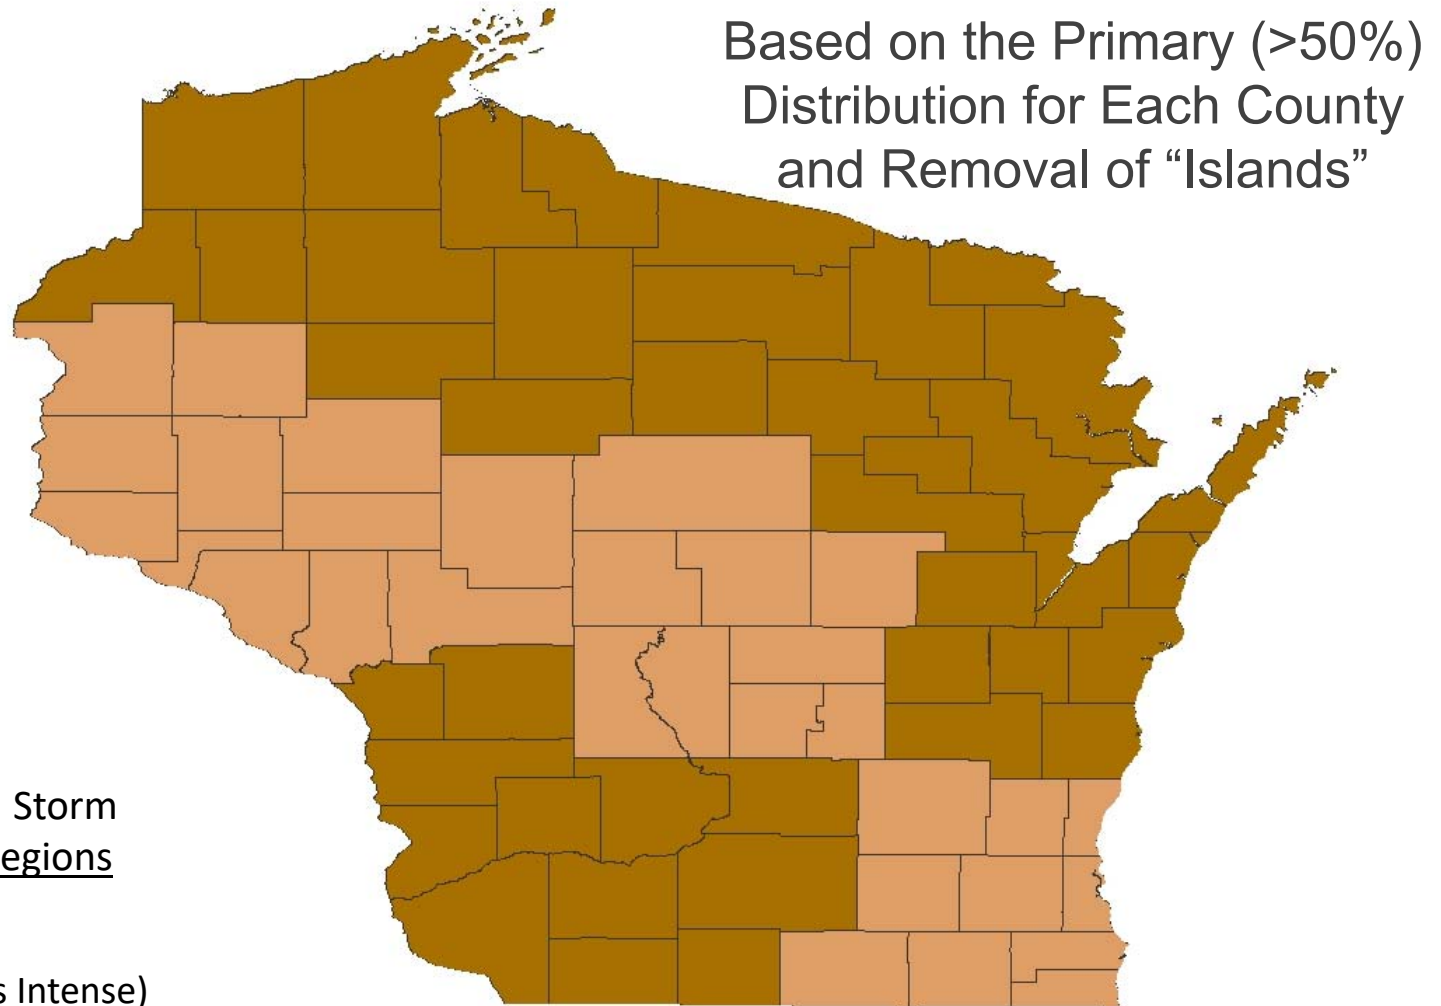 Based on the Primary (>50%)
Distribution for Each County
and Removal of “Islands”
Storm
egions
s Intense)